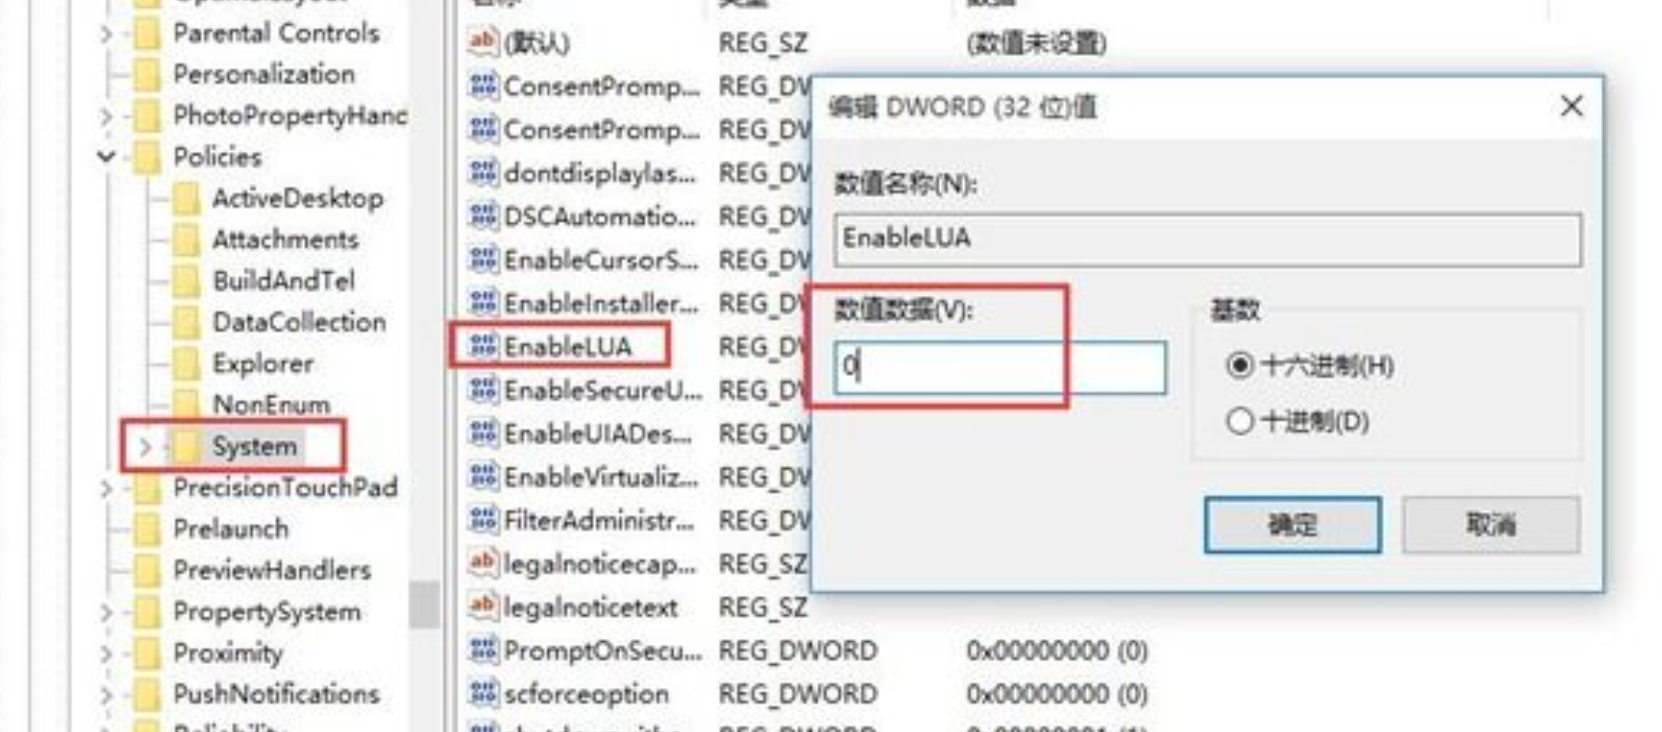 Parental Controls
Personalization
PhotoPropertyHand
Policies
ActiveDesktop
Attachments
BuildAndTel
DataCollection
Explorer
NonEnum
System
PrecisionTouchPad
Prelaunch
PreviewHandlers
PropertySystem
Proximity
PushNotifications
(默认) REG_SZ (数值未设置)
ConsentPromp... REG_DW
ConsentPromp... REG_DW
dontdisplaylas... REG_DW
DSCAutomatio... REG_DW
EnableCursorS... REG_DW
EnableInstaller... REG_DW
EnableLUA REG_DW
EnableSecureU... REG_DW
EnableUIADes... REG_DW
EnableVirtualiz... REG_DW
FilterAdministr... REG_DW
legalnoticecap... REG_SZ
legalnoticetext REG_SZ
PromptOnSecu... REG_DWORD 0x00000000 (0)
scforceoption REG_DWORD 0x00000000 (0)
编辑 DWORD (32 位)值
数值名称(N):
EnableLUA
数值数据(V):
0
基数
十六进制(H)
十进制(D)
确定
取消